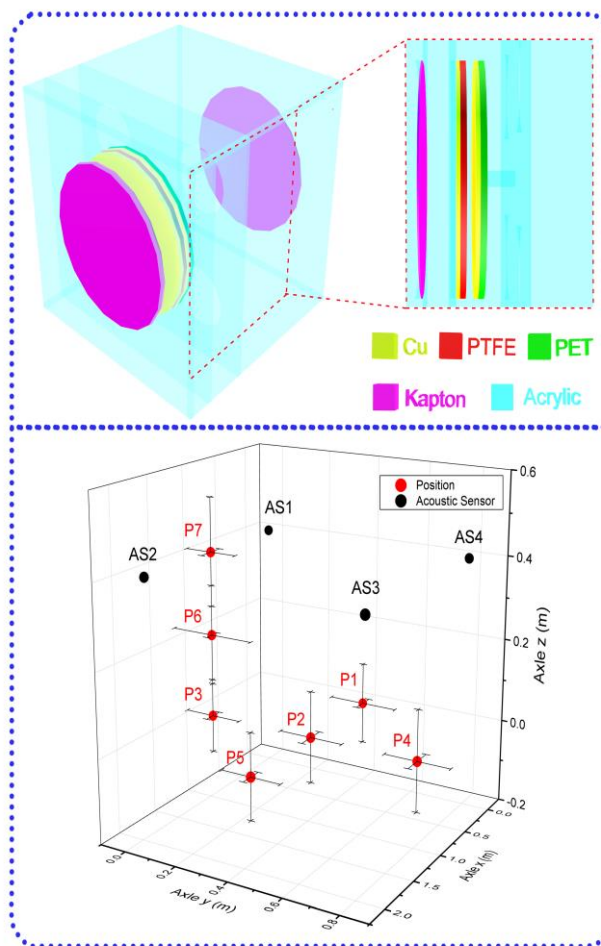 Cu PTFE PET
Kapton Acrylic
Position
Acoustic Sensor
AS1
AS2
AS3
AS4
P7
P6
P3
P5
P2
P1
P4
0.6
0.4
0.2
0.0
-0.2
Axle z (m)
0.0
0.5
1.0
1.5
2.0
Axle x (m)
0.0
0.2
0.4
0.6
0.8
Axle y (m)